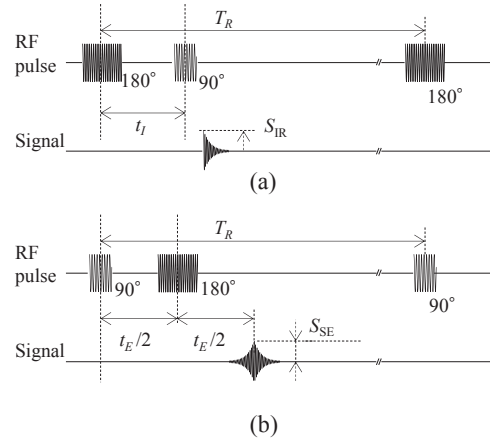 T_R
RF
pulse
180°
90°
180°
t_I
S_IR
Signal
(a)
T_R
RF
pulse
90°
180°
90°
t_E/2
t_E/2
S_SE
Signal
(b)